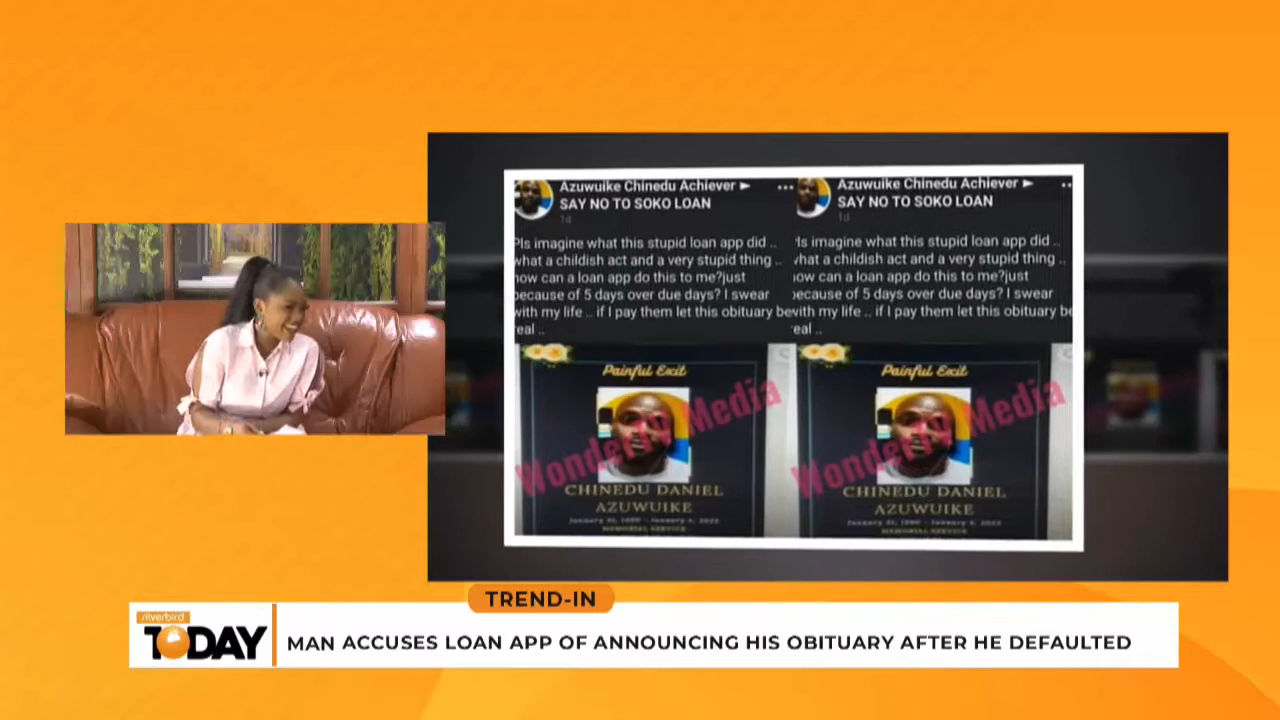 Azuwuike Chinedu Achiever ►
SAY NO TO SOKO LOAN
1d
Pls imagine what this stupid loan app did ..
what a childish act and a very stupid thing ..
how can a loan app do this to me?just
because of 5 days over due days? I swear
with my life .. if I pay them let this obituary be
real ..
Painful Exit
Wonderful Media
CHINEDU DANIEL
AZUWUIKE
MEMORIAL SERVICE
Azuwuike Chinedu Achiever ►
SAY NO TO SOKO LOAN
1d
Pls imagine what this stupid loan app did ..
what a childish act and a very stupid thing ..
how can a loan app do this to me?just
because of 5 days over due days? I swear
with my life .. if I pay them let this obituary be
real ..
Painful Exit
Wonderful Media
CHINEDU DANIEL
AZUWUIKE
MEMORIAL SERVICE
TREND-IN
silverbird
TODAY
MAN ACCUSES LOAN APP OF ANNOUNCING HIS OBITUARY AFTER HE DEFAULTED